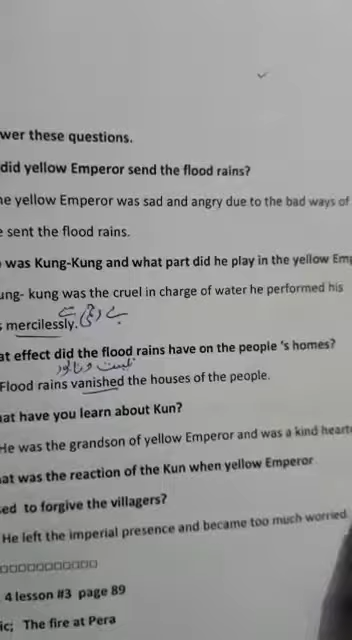 wer these questions.
did yellow Emperor send the flood rains?
he yellow Emperor was sad and angry due to the bad ways of
e sent the flood rains.
was Kung-Kung and what part did he play in the yellow Emp
ung- kung was the cruel in charge of water he performed his
بے رحمی سے
s mercilessly.
at effect did the flood rains have on the people 's homes?
نیست و نابود
Flood rains vanished the houses of the people.
at have you learn about Kun?
He was the grandson of yellow Emperor and was a kind hearte
at was the reaction of the Kun when yellow Emperor
sed to forgive the villagers?
He left the imperial presence and became too much worried
4 lesson #3 page 89
ic; The fire at Pera